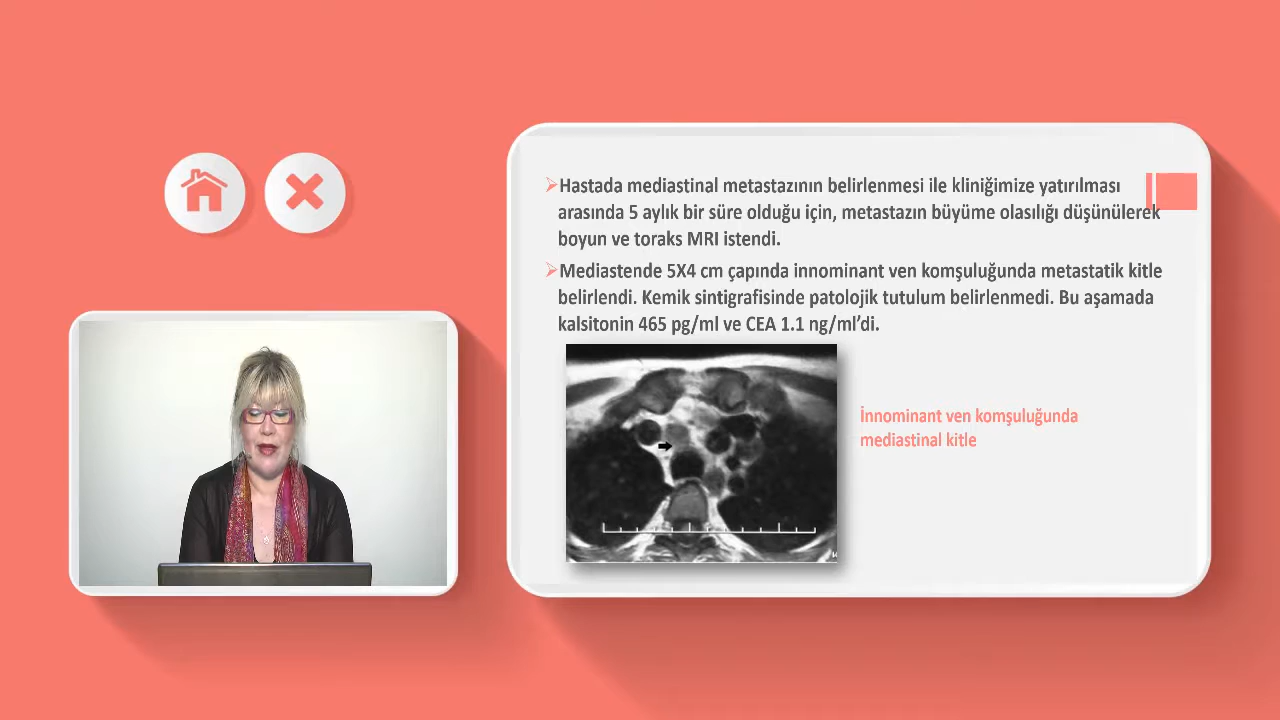 Hastada mediastinal metastazının belirlenmesi ile kliniğimize yatırılması
arasında 5 aylık bir süre olduğu için, metastazın büyüme olasılığı düşünülerek
boyun ve toraks MRI istendi.
Mediastende 5X4 cm çapında innominant ven komşuluğunda metastatik kitle
belirlendi. Kemik sintigrafisinde patolojik tutulum belirlenmedi. Bu aşamada
kalsitonin 465 pg/ml ve CEA 1.1 ng/ml’di.
İnnominant ven komşuluğunda
mediastinal kitle